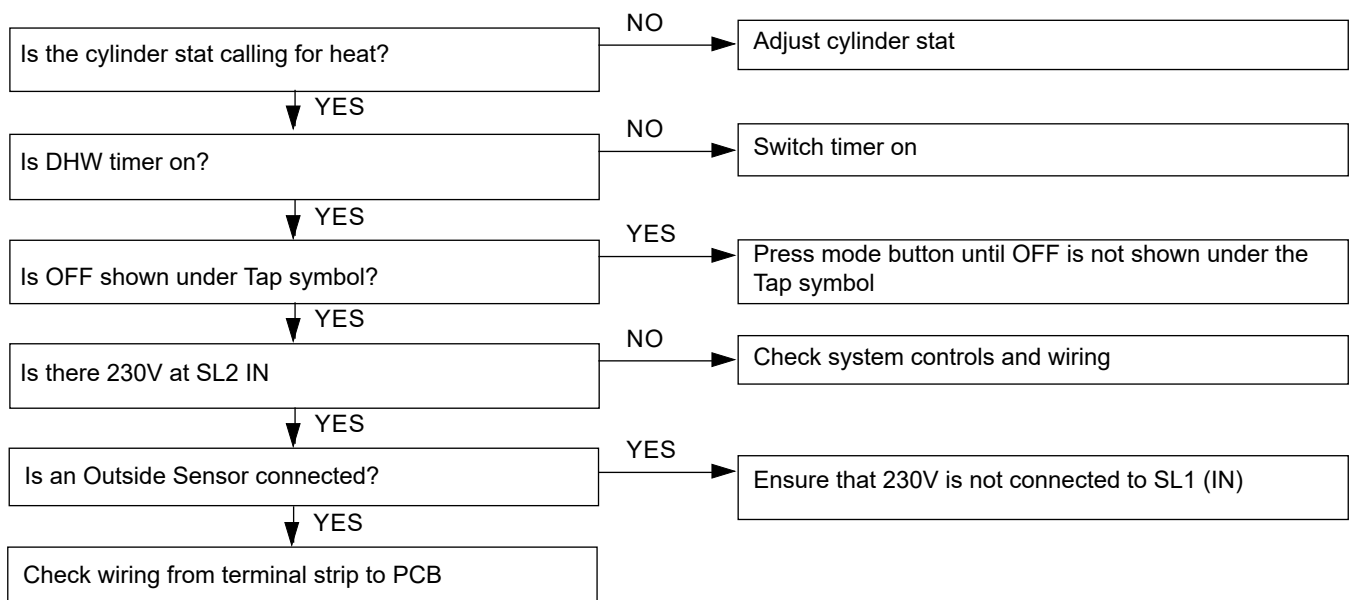 Is the cylinder stat calling for heat?
NO
Adjust cylinder stat
YES
Is DHW timer on?
NO
Switch timer on
YES
Is OFF shown under Tap symbol?
YES
Press mode button until OFF is not shown under the
Tap symbol
YES
Is there 230V at SL2 IN
NO
Check system controls and wiring
YES
Is an Outside Sensor connected?
YES
Ensure that 230V is not connected to SL1 (IN)
YES
Check wiring from terminal strip to PCB